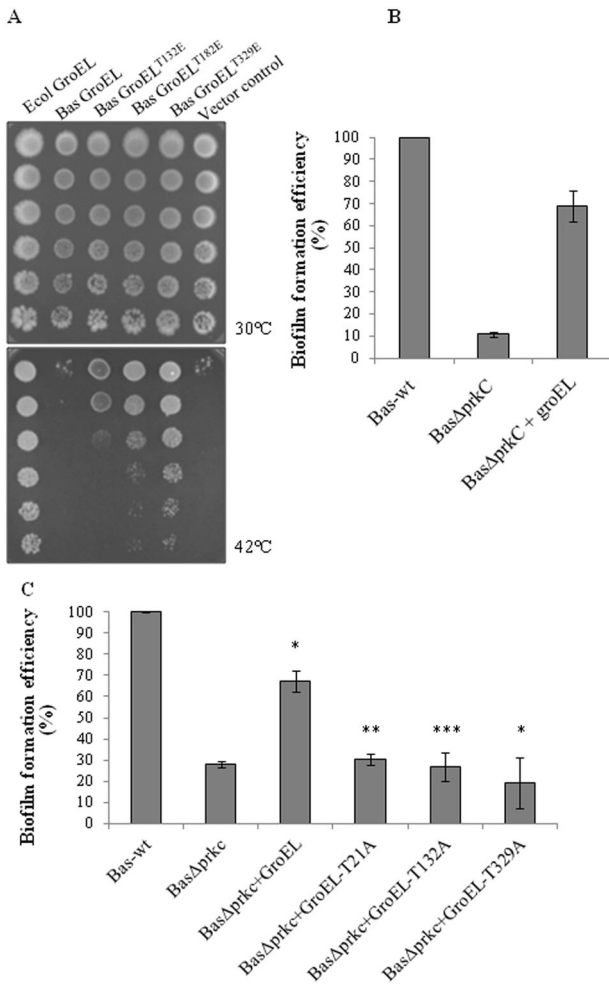 A
Ecol GroEL
Bas GroEL
Bas GroEL^T132E
Bas GroEL^T182E
Bas GroEL^T329E
Vector control
30ºC
42ºC
B
Biofilm formation efficiency
(%)
100
90
80
70
60
50
40
30
20
10
0
Bas-wt
BasΔprkC
BasΔprkC + groEL
C
Biofilm formation efficiency
(%)
100
90
80
70
60
50
40
30
20
10
0
*
**
***
*
Bas-wt
BasΔprkc
BasΔprkc+GroEL
BasΔprkc+GroEL-T21A
BasΔprkc+GroEL-T132A
BasΔprkc+GroEL-T329A